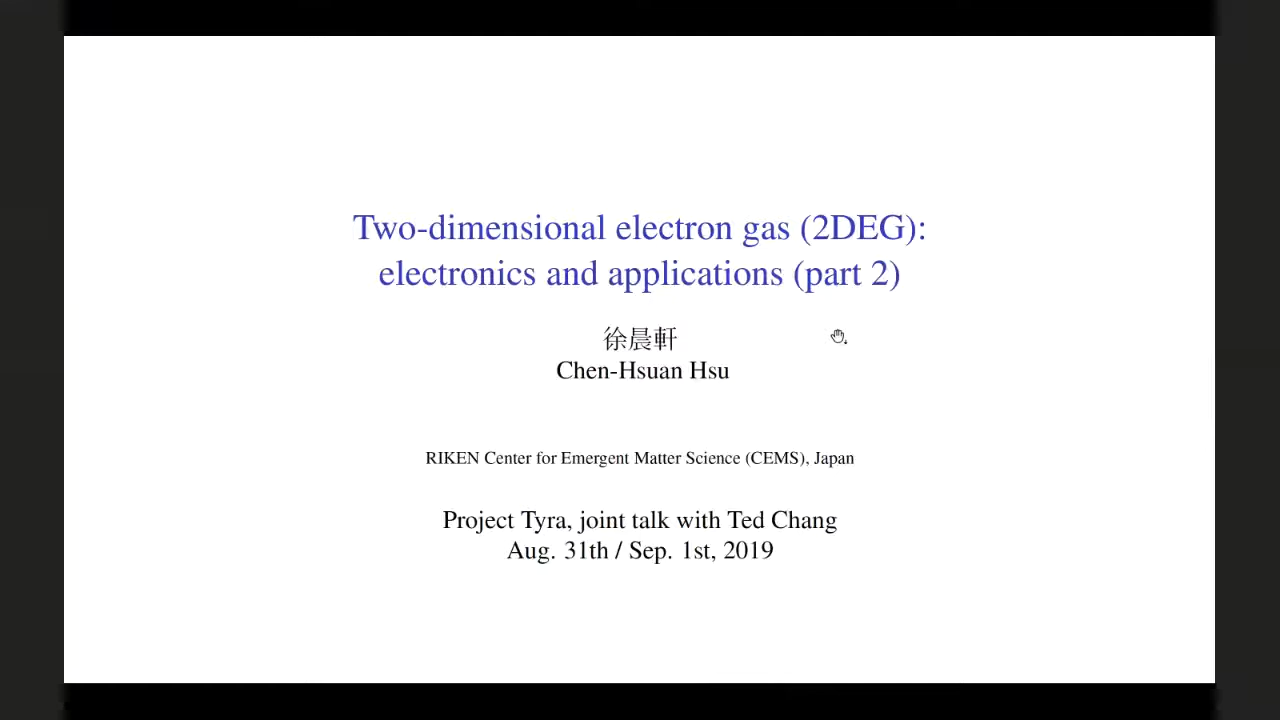 Two-dimensional electron gas (2DEG):
electronics and applications (part 2)
徐晨軒
Chen-Hsuan Hsu
RIKEN Center for Emergent Matter Science (CEMS), Japan
Project Tyra, joint talk with Ted Chang
Aug. 31th / Sep. 1st, 2019